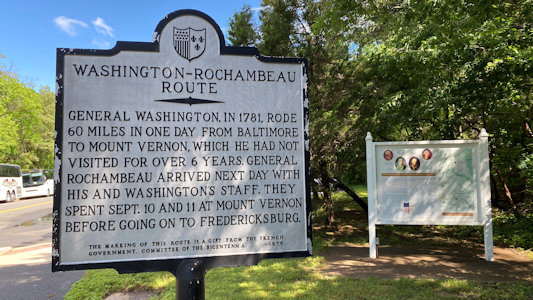 WASHINGTON-ROCHAMBEAU
ROUTE
GENERAL WASHINGTON, IN 1781, RODE
60 MILES IN ONE DAY FROM BALTIMORE
TO MOUNT VERNON, WHICH HE HAD NOT
VISITED FOR OVER 6 YEARS. GENERAL
ROCHAMBEAU ARRIVED NEXT DAY WITH
HIS AND WASHINGTONS STAFF. THEY
SPENT SEPT. 10 AND 11 AT MOUNT VERNON
BEFORE GOING ON TO FREDERICKSBURG.
THE MARKING OF THIS ROUTE IS A GIFT FROM THE FRENCH
GOVERNMENT, COMMITTEE OF THE BICENTENNIAL -1976